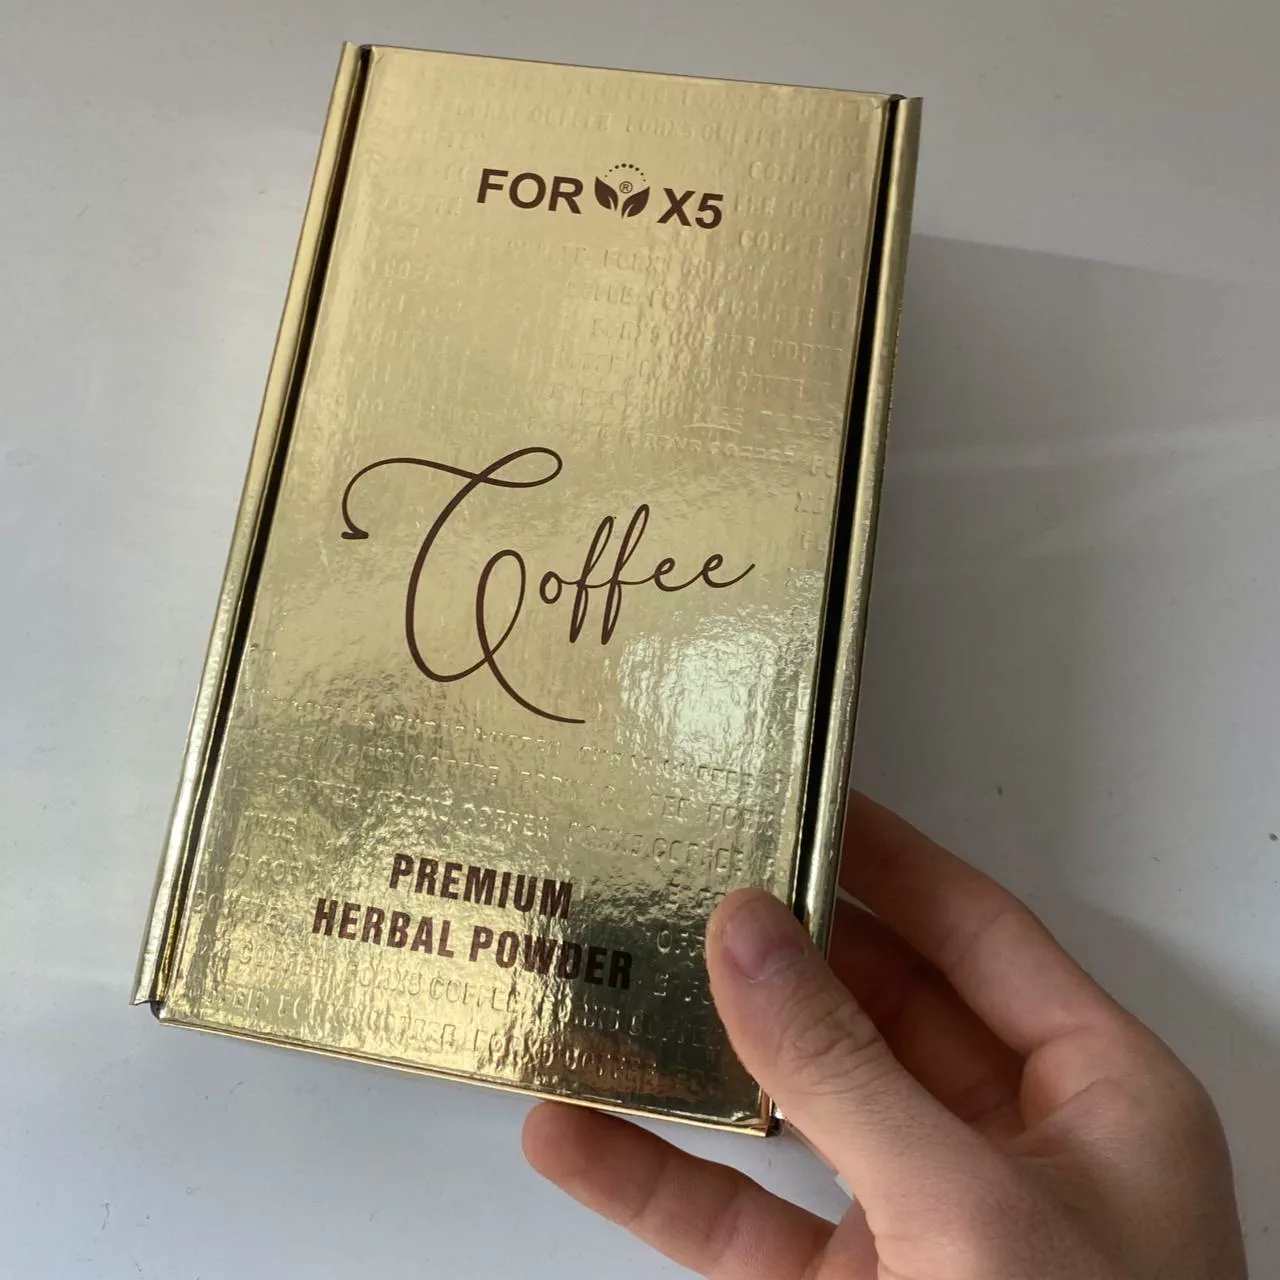 FOR ® X5
Coffee
PREMIUM
HERBAL POWDER